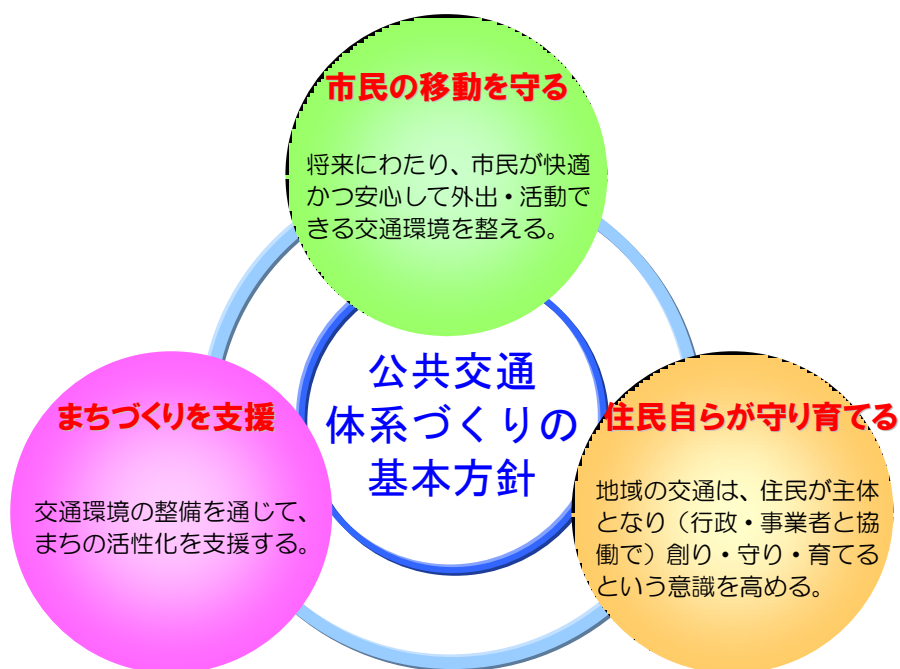 市民の移動を守る
将来にわたり、市民が快適
かつ安心して外出・活動で
きる交通環境を整える。
公共交通
体系づくりの
基本方針
まちづくりを支援
交通環境の整備を通じて、
まちの活性化を支援する。
住民自らが守り育てる
地域の交通は、住民が主体
となり（行政・事業者と協
働で）創り・守り・育てる
という意識を高める。